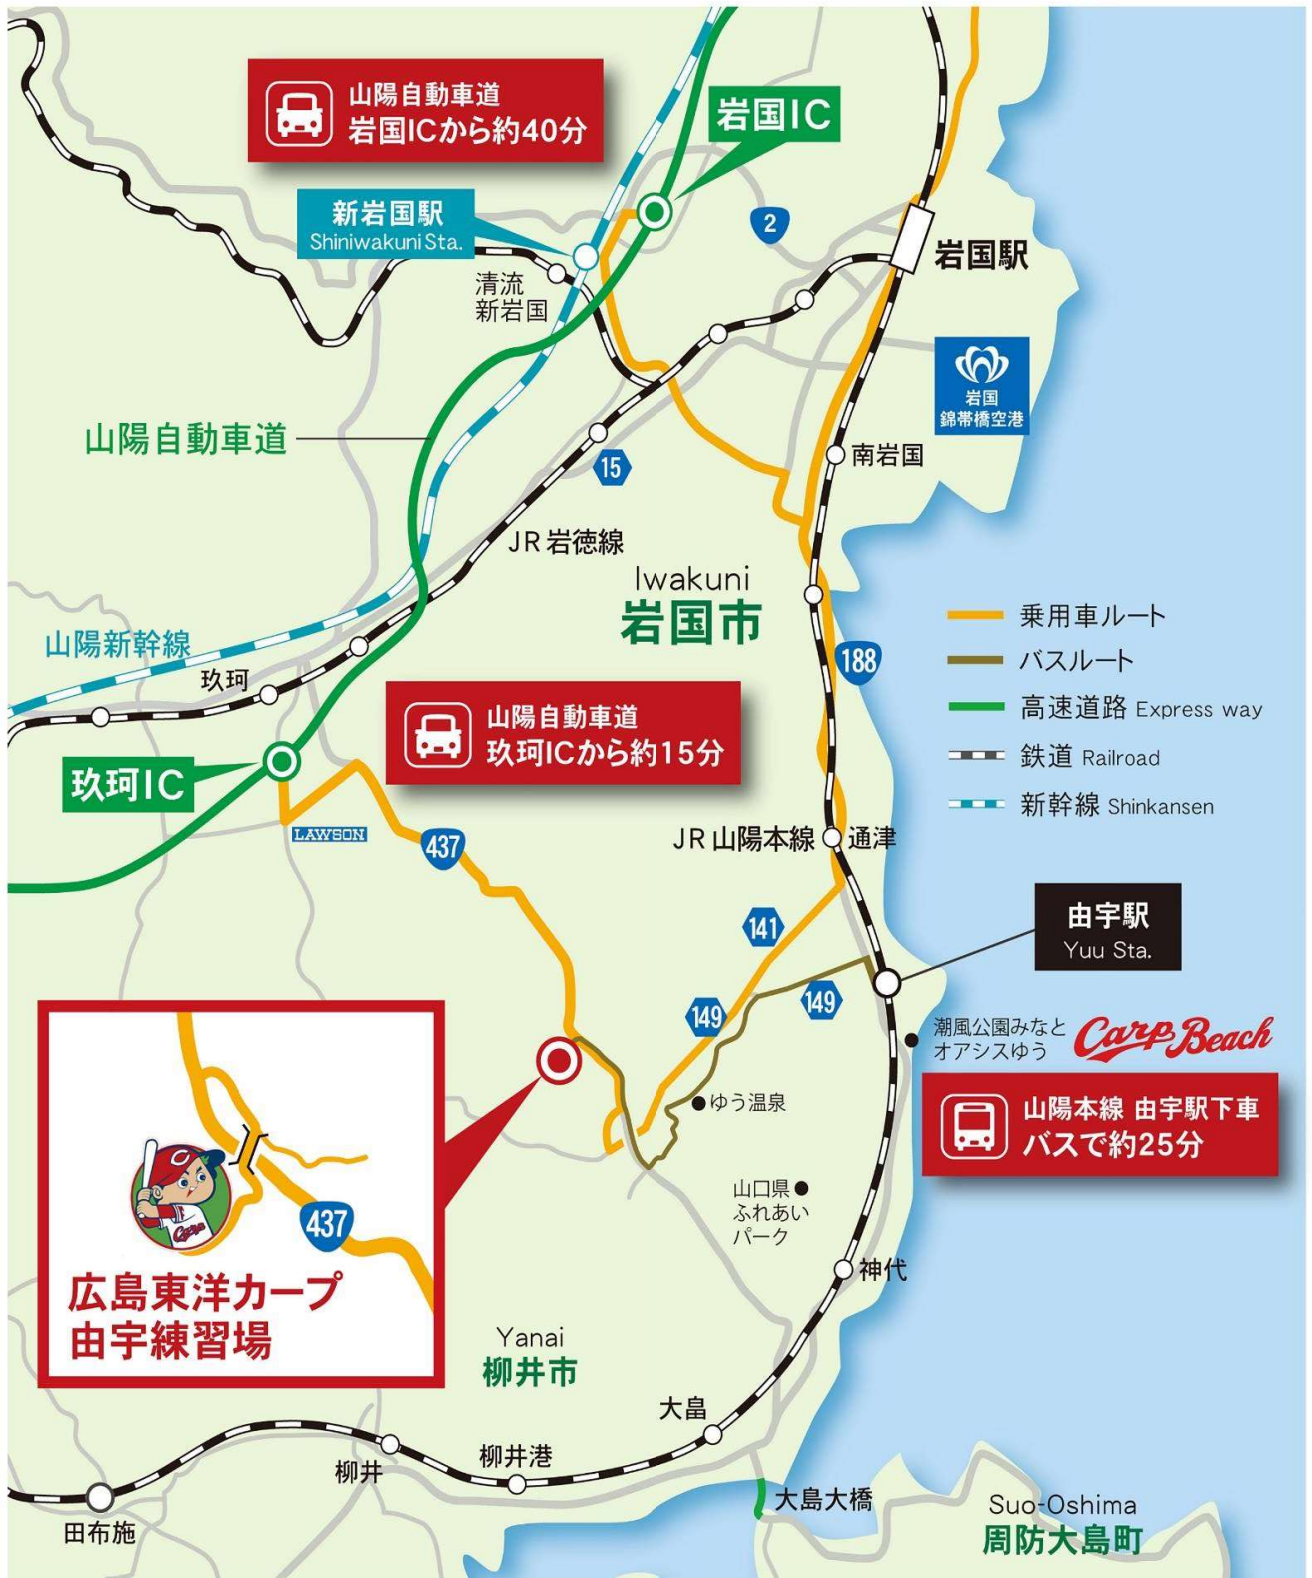 山陽自動車道
岩国ICから約40分
岩国IC
新岩国駅
Shiniwakuni Sta.
2
岩国駅
清流
新岩国
岩国
錦帯橋空港
山陽自動車道
南岩国
15
JR岩徳線
Iwakuni
岩国市
乗用車ルート
山陽新幹線
188
バスルート
玖珂
高速道路 Express way
山陽自動車道
玖珂ICから約15分
鉄道 Railroad
玖珂IC
新幹線 Shinkansen
LAWSON
437
JR山陽本線
通津
141
由宇駅
Yuu Sta.
149
149
潮風公園みなと
オアシスゆう
Carp Beach
ゆう温泉
山陽本線 由宇駅下車
バスで約25分
山口県
ふれあい
パーク
C
Carp
437
広島東洋カープ
由宇練習場
神代
Yanai
柳井市
大畠
柳井
柳井港
大島大橋
田布施
Suo-Oshima
周防大島町